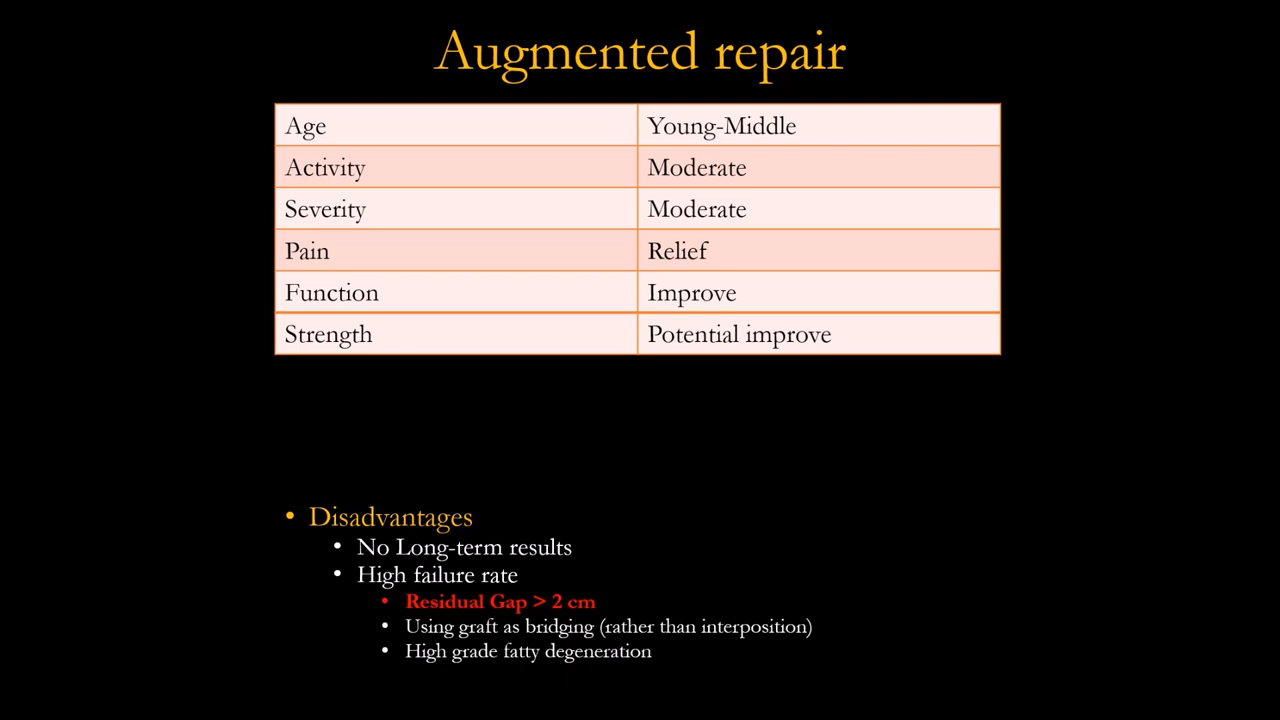 Augmented repair
Age Young-Middle
Activity Moderate
Severity Moderate
Pain Relief
Function Improve
Strength Potential improve
• Disadvantages
• No Long-term results
• High failure rate
• Residual Gap > 2 cm
• Using graft as bridging (rather than interposition)
• High grade fatty degeneration